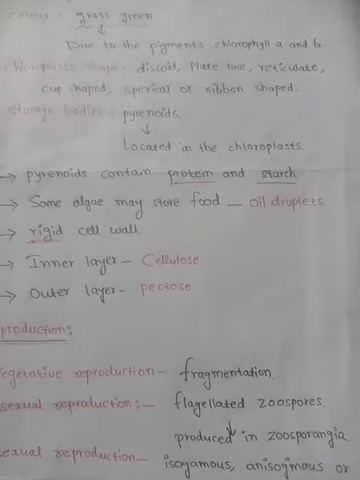 Colour : grass green
↓
Due to the pigments chlorophyll a and b
Chloroplasts shape : discoid, plate like, reticulate,
cup shaped, sperical or ribbon shaped.
Storage bodies : pyrenoids.
↓
Located in the chloroplasts.
→ pyrenoids contain protein and starch.
→ Some algae may store food – oil droplets
→ rigid cell wall
→ Inner layer – Cellulose
→ Outer layer – pectose.
production:
egetative reproduction – fragmentation.
sexual reproduction:- flagellated zoospores.
↓
produced in zoosporangia.
exual reproduction – isogamous, anisogmous or